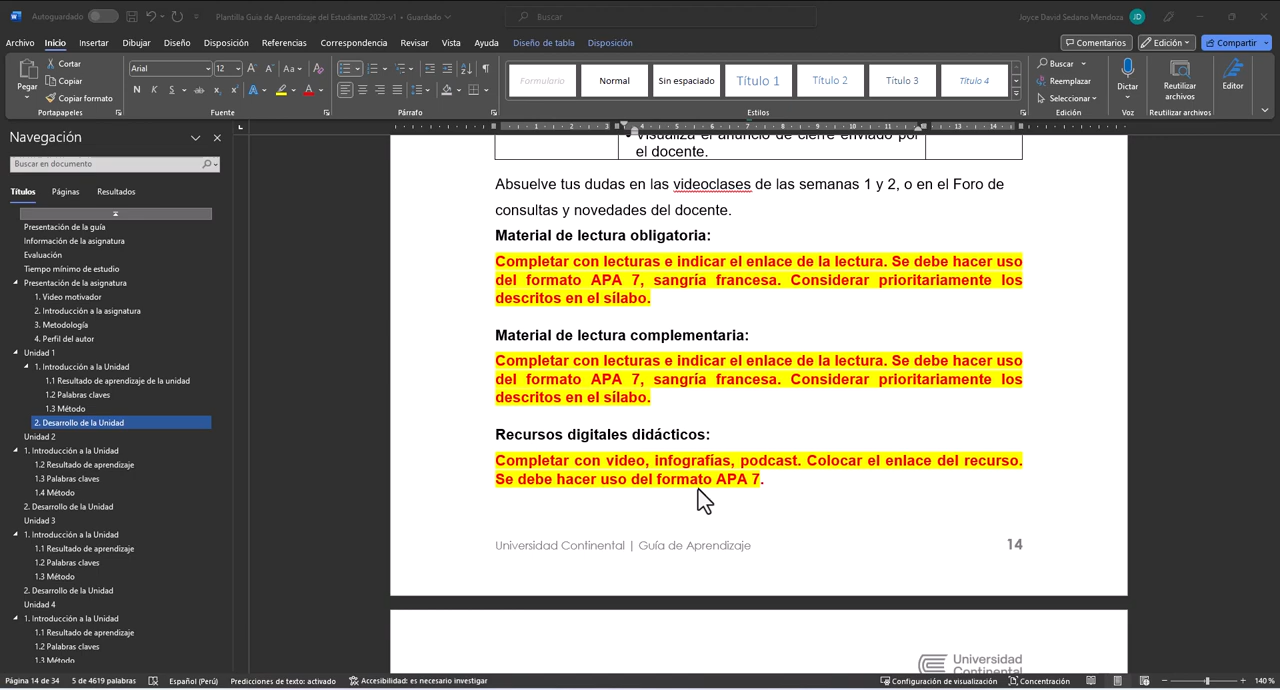 Autoguardado
Plantilla Guia de Aprendizaje del Estudiante 2023-v1 • Guardado
Buscar
Joyce David Sedano Mendoza JD
Archivo Inicio Insertar Dibujar Diseño Disposición Referencias Correspondencia Revisar Vista Ayuda Diseño de tabla Disposición
Comentarios Edición Compartir
Pegar
Cortar
Copiar
Copiar formato
Portapapeles
Arial 12
N K S ab x₂ x²
Fuente
Párrafo
Formulario Normal Sin espaciado Título 1 Título 2 Título 3 Título 4
Estilos
Buscar
Reemplazar
Seleccionar
Edición
Dictar
Voz
Reutilizar archivos
Reutilizar archivos
Editor
Editor
Navegación
Buscar en documento
Títulos Páginas Resultados
Presentación de la guía
Información de la asignatura
Evaluación
Tiempo mínimo de estudio
Presentación de la asignatura
1. Video motivador
2. Introducción a la asignatura
3. Metodología
4. Perfil del autor
Unidad 1
1. Introducción a la Unidad
1.1 Resultado de aprendizaje de la unidad
1.2 Palabras claves
1.3 Método
2. Desarrollo de la Unidad
Unidad 2
1. Introducción a la Unidad
1.2 Resultado de aprendizaje
1.3 Palabras claves
1.4 Método
2. Desarrollo de la Unidad
Unidad 3
1. Introducción a la Unidad
1.1 Resultado de aprendizaje
1.2 Palabras claves
1.3 Método
2. Desarrollo de la Unidad
Unidad 4
1. Introducción a la Unidad
1.1 Resultado de aprendizaje
1.2 Palabras claves
1.3 Método
• Visualiza el anuncio de cierre enviado por
el docente.
Absuelve tus dudas en las videoclases de las semanas 1 y 2, o en el Foro de
consultas y novedades del docente.
Material de lectura obligatoria:
Completar con lecturas e indicar el enlace de la lectura. Se debe hacer uso
del formato APA 7, sangría francesa. Considerar prioritariamente los
descritos en el sílabo.
Material de lectura complementaria:
Completar con lecturas e indicar el enlace de la lectura. Se debe hacer uso
del formato APA 7, sangría francesa. Considerar prioritariamente los
descritos en el sílabo.
Recursos digitales didácticos:
Completar con video, infografías, podcast. Colocar el enlace del recurso.
Se debe hacer uso del formato APA 7.
Universidad Continental | Guía de Aprendizaje 14
Universidad
Continental
Página 14 de 34 5 de 4619 palabras Español (Perú) Predicciones de texto: activado Accesibilidad: es necesario investigar
Configuración de visualización Concentración 140 %